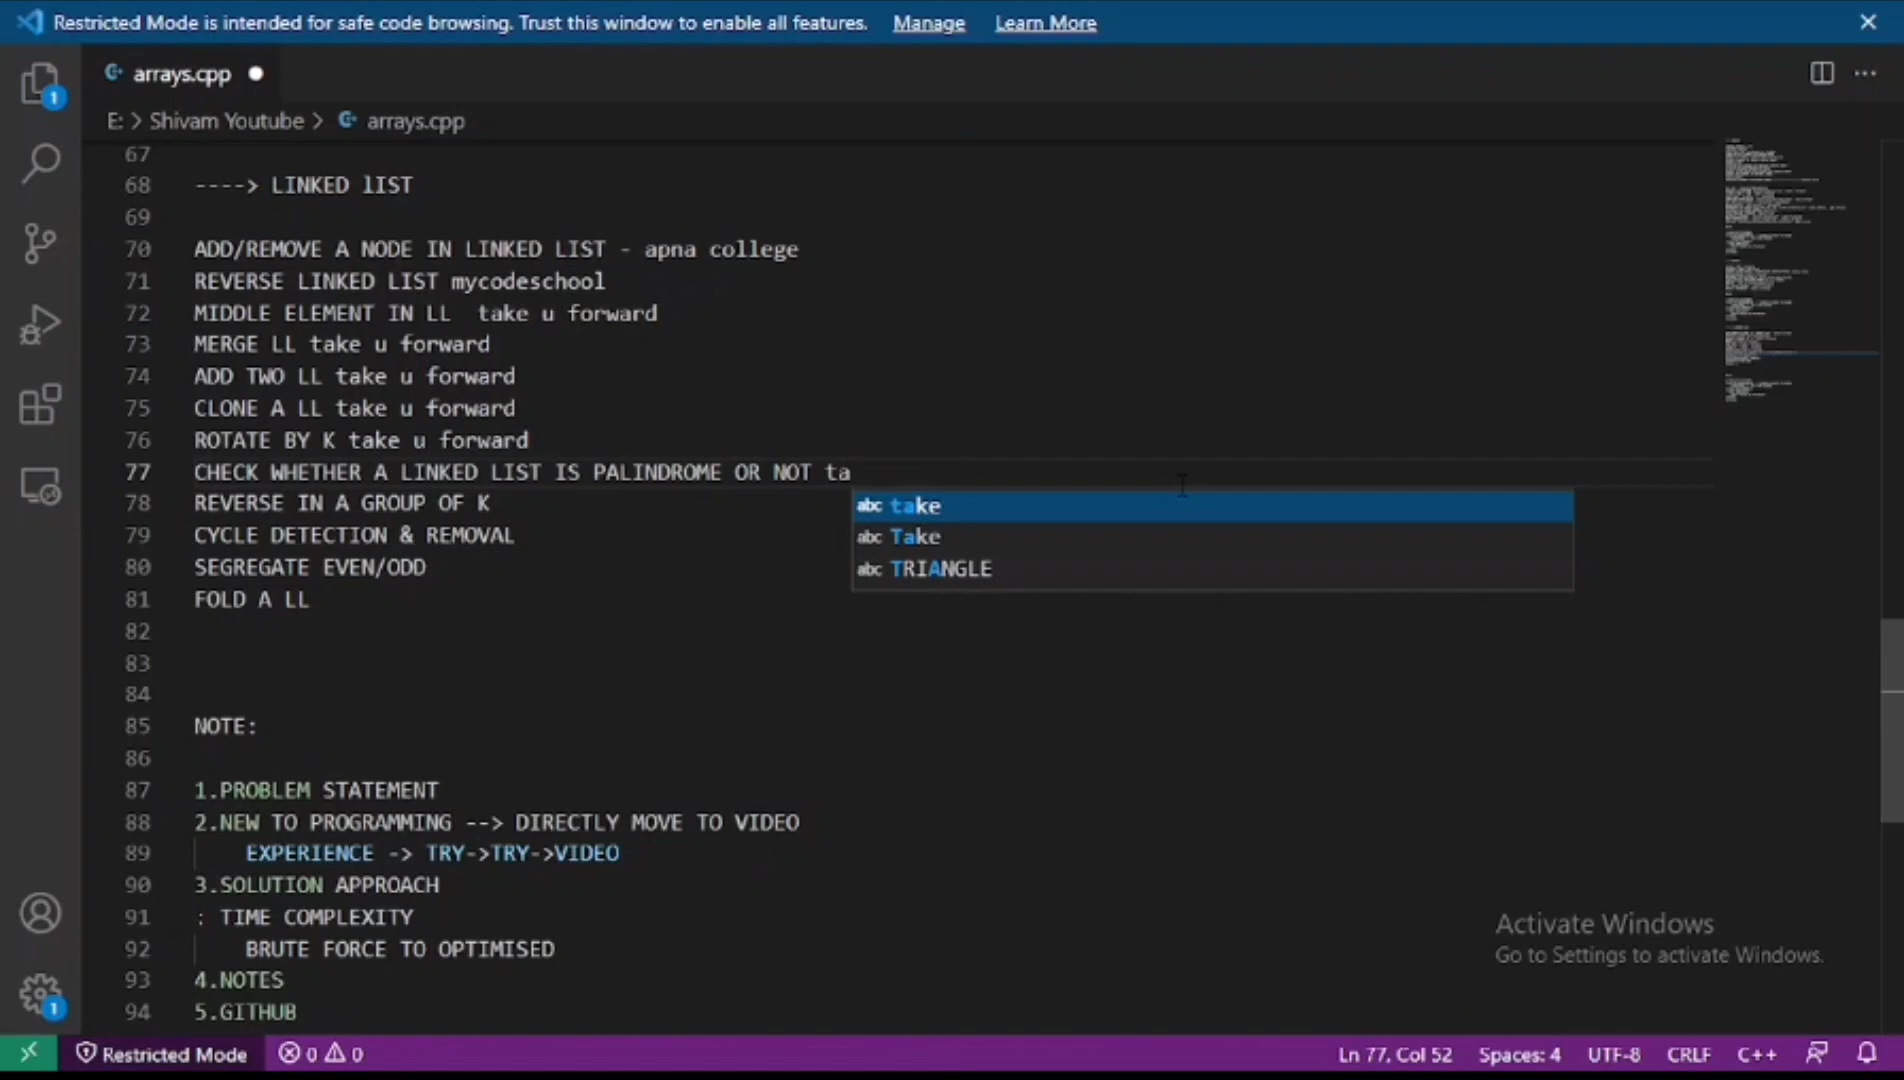 Restricted Mode is intended for safe code browsing. Trust this window to enable all features. Manage Learn More
arrays.cpp
E: > Shivam Youtube > arrays.cpp
67
68 ----> LINKED lIST
69
70 ADD/REMOVE A NODE IN LINKED LIST - apna college
71 REVERSE LINKED LIST mycodeschool
72 MIDDLE ELEMENT IN LL  take u forward
73 MERGE LL take u forward
74 ADD TWO LL take u forward
75 CLONE A LL take u forward
76 ROTATE BY K take u forward
77 CHECK WHETHER A LINKED LIST IS PALINDROME OR NOT ta
78 REVERSE IN A GROUP OF K
abc take
79 CYCLE DETECTION & REMOVAL
abc Take
80 SEGREGATE EVEN/ODD
abc TRIANGLE
81 FOLD A LL
82
83
84
85 NOTE:
86
87 1.PROBLEM STATEMENT
88 2.NEW TO PROGRAMMING --> DIRECTLY MOVE TO VIDEO
89 EXPERIENCE -> TRY->TRY->VIDEO
90 3.SOLUTION APPROACH
91 : TIME COMPLEXITY
92 BRUTE FORCE TO OPTIMISED
93 4.NOTES
94 5.GITHUB
Activate Windows
Go to Settings to activate Windows.
1
1
Restricted Mode 0 0 Ln 77, Col 52 Spaces: 4 UTF-8 CRLF C++